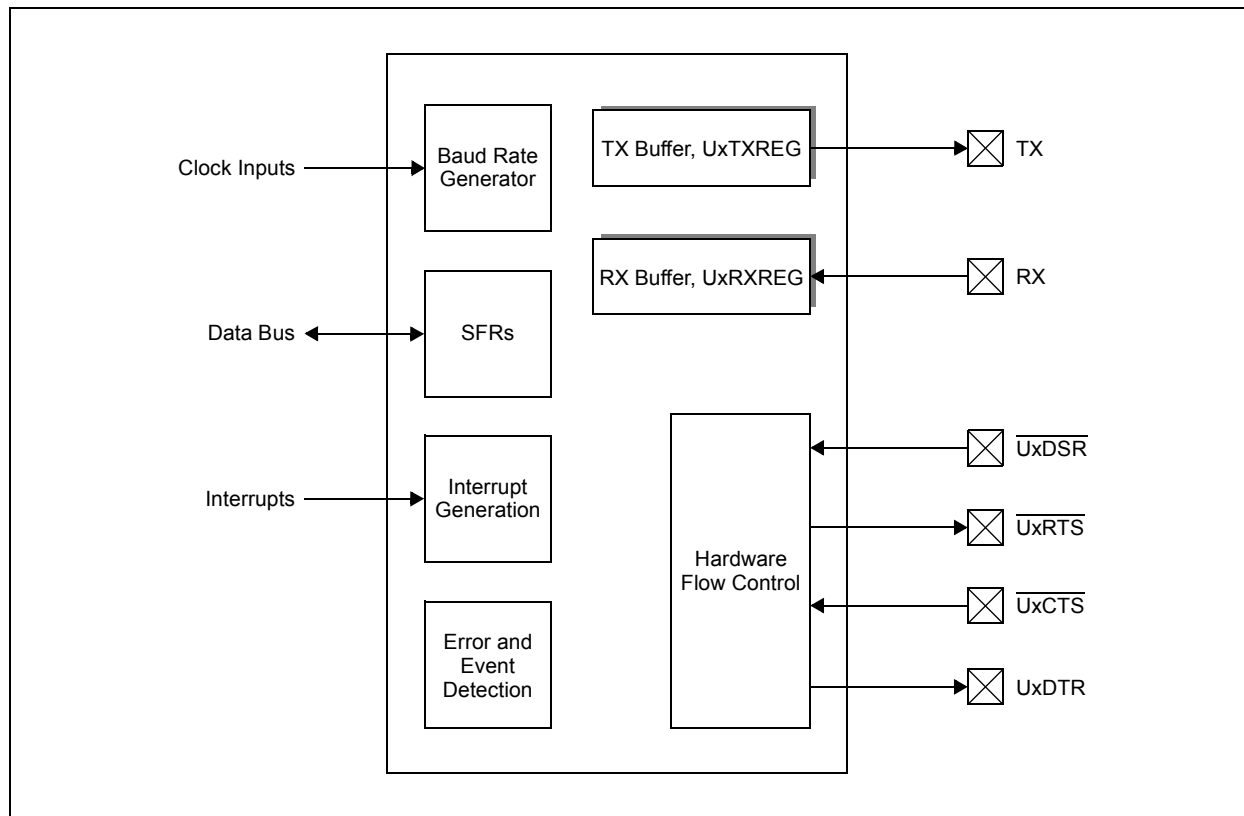 Clock Inputs
Baud Rate
Generator
TX Buffer, UxTXREG
TX
RX Buffer, UxRXREG
RX
Data Bus
SFRs
Interrupts
Interrupt
Generation
Error and
Event
Detection
Hardware
Flow Control
UxDSR
UxRTS
UxCTS
UxDTR